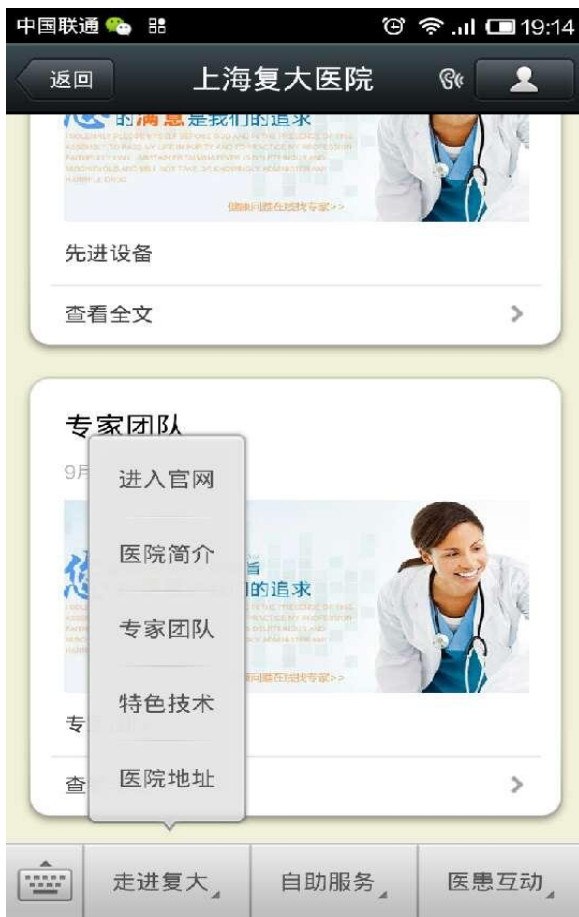 中国联通 19:14
返回 上海复大医院
您 的满意是我们的追求
健康问题在线找专家>>
先进设备
查看全文
专家团队
9月
进入官网
医院简介
的追求
专家团队
特色技术
专
医院地址
查
走进复大 自助服务 医患互动